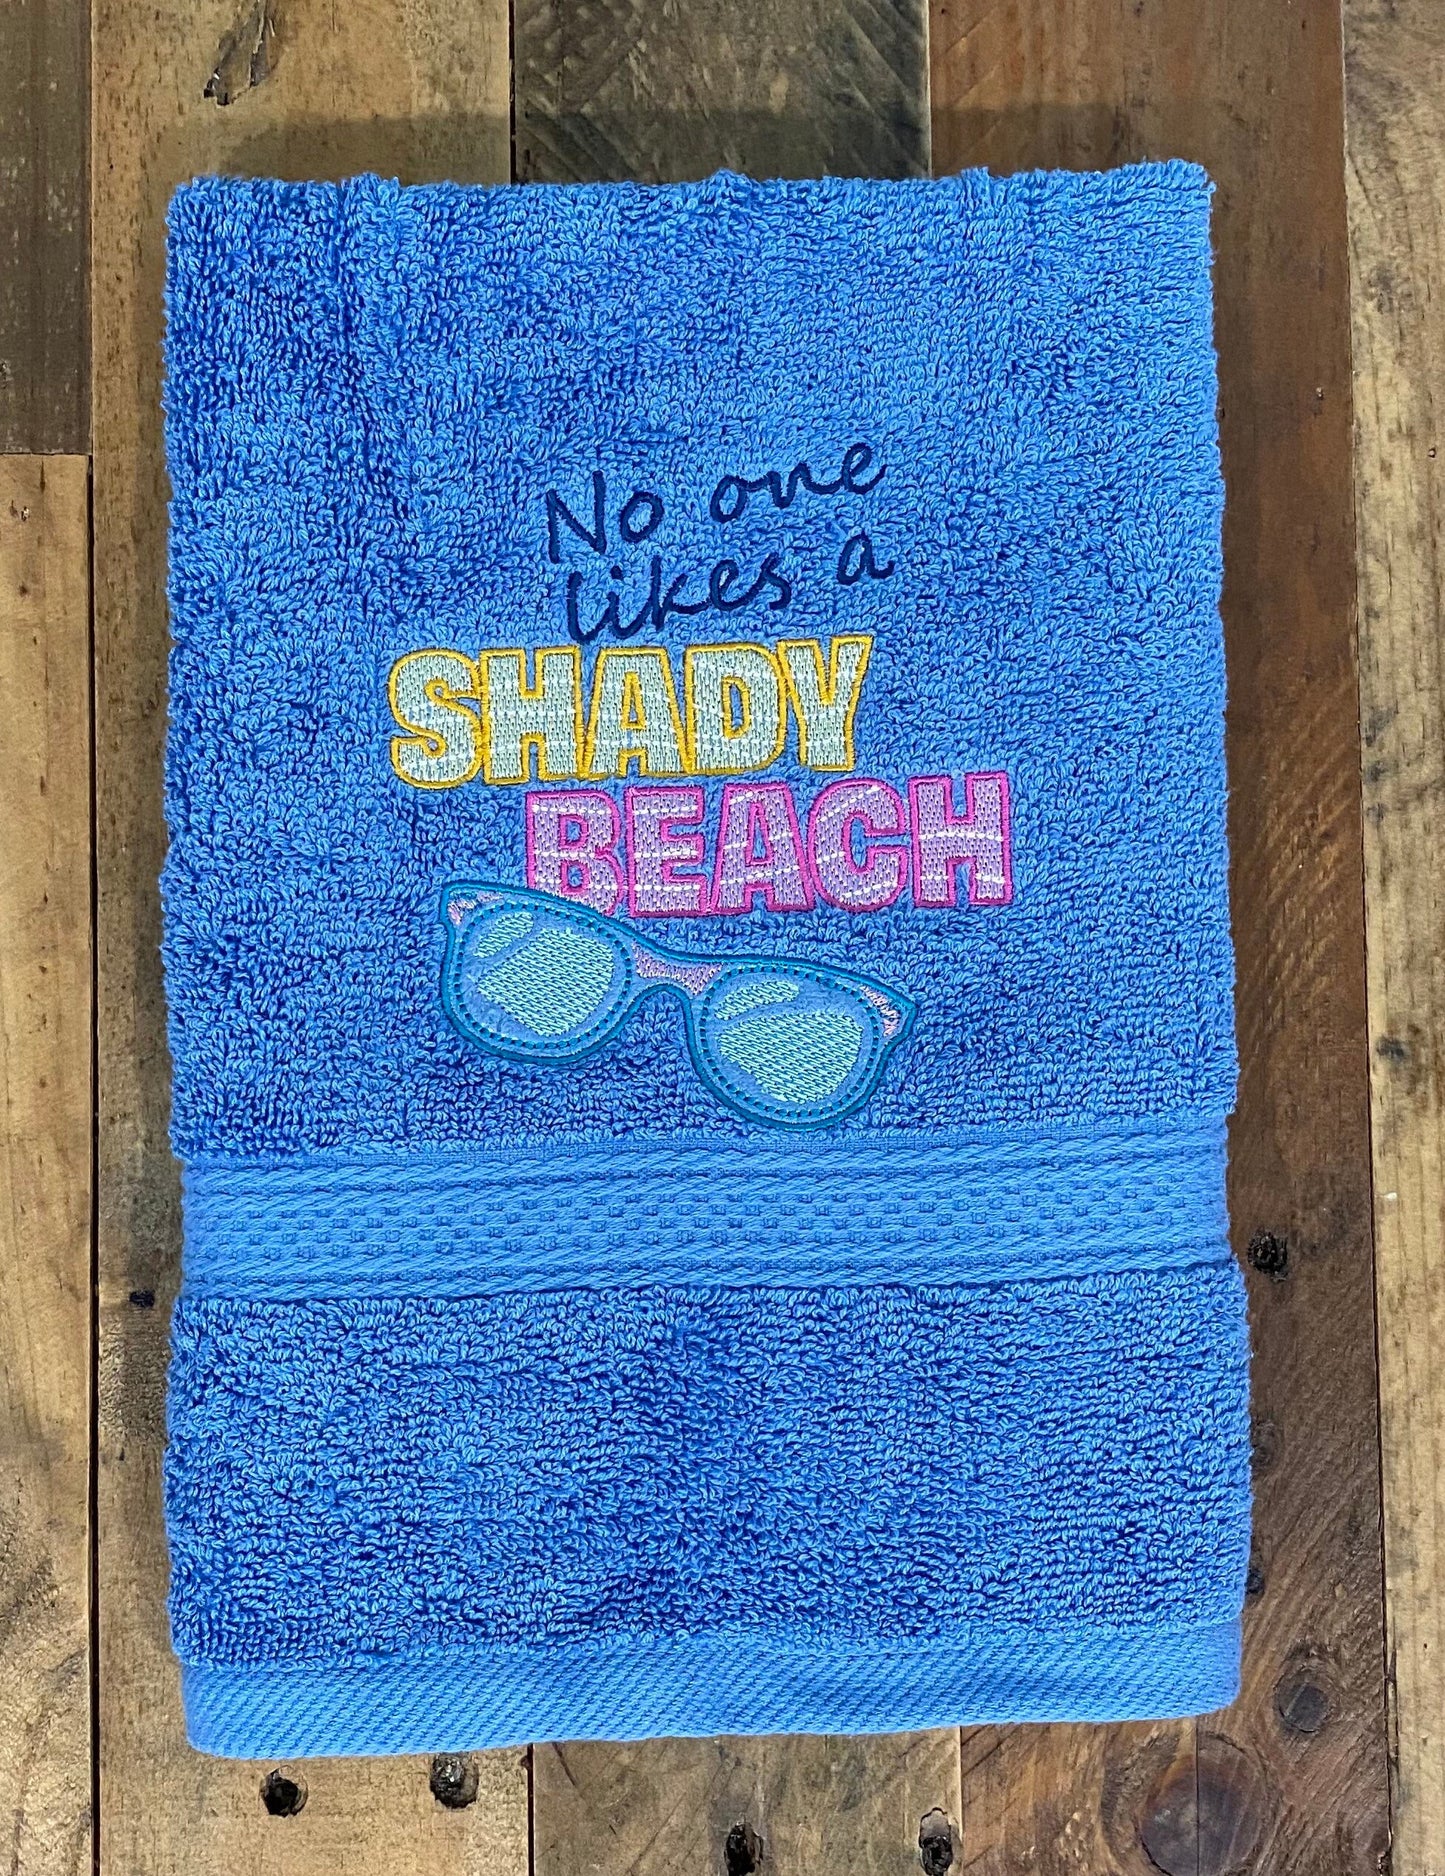 No one
likes a
SHADY
BEACH